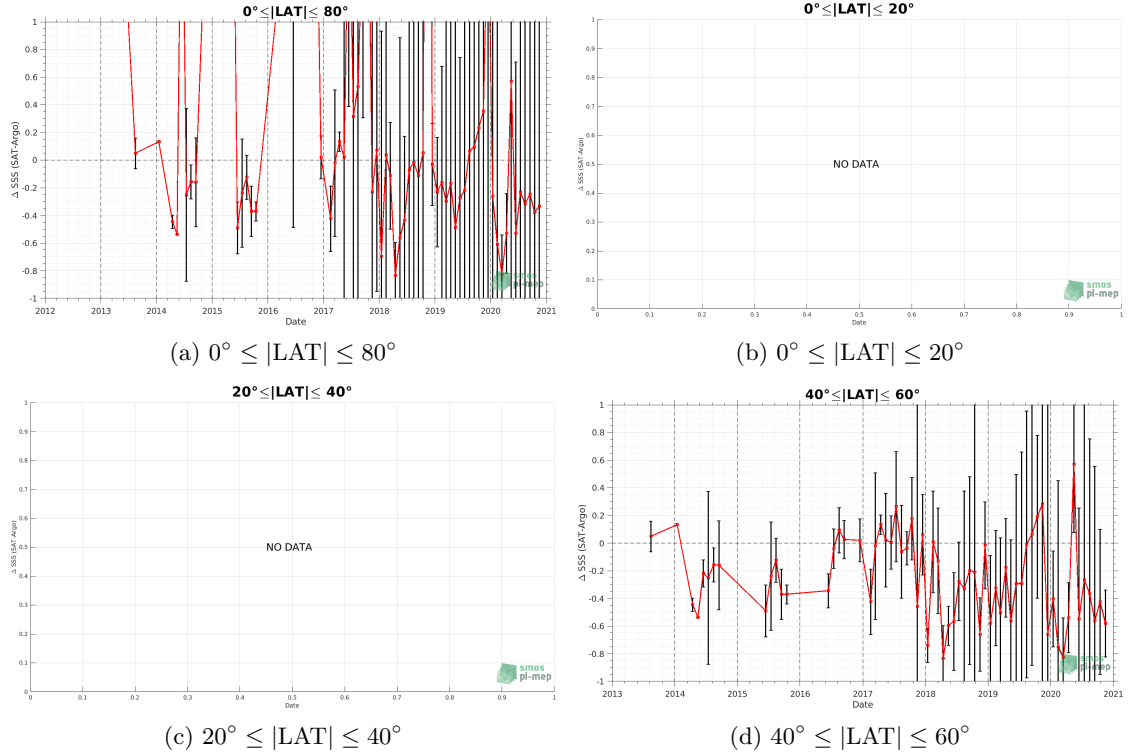 0°≤|LAT|≤ 80°
Δ SSS (SAT-Argo)
1
0.8
0.6
0.4
0.2
0
-0.2
-0.4
-0.6
-0.8
-1
2012 2013 2014 2015 2016 2017 2018 2019 2020 2021
Date
smos
pi-mep
(a) 0° ≤ |LAT| ≤ 80°
0°≤|LAT|≤ 20°
Δ SSS (SAT-Argo)
1
0.9
0.8
0.7
0.6
0.5
0.4
0.3
0.2
0.1
0
NO DATA
0 0.1 0.2 0.3 0.4 0.5 0.6 0.7 0.8 0.9 1
Date
smos
pi-mep
(b) 0° ≤ |LAT| ≤ 20°
20°≤|LAT|≤ 40°
Δ SSS (SAT-Argo)
1
0.9
0.8
0.7
0.6
0.5
0.4
0.3
0.2
0.1
0
NO DATA
0 0.1 0.2 0.3 0.4 0.5 0.6 0.7 0.8 0.9 1
Date
smos
pi-mep
(c) 20° ≤ |LAT| ≤ 40°
40°≤|LAT|≤ 60°
Δ SSS (SAT-Argo)
1
0.8
0.6
0.4
0.2
0
-0.2
-0.4
-0.6
-0.8
-1
2013 2014 2015 2016 2017 2018 2019 2020 2021
Date
smos
pi-mep
(d) 40° ≤ |LAT| ≤ 60°